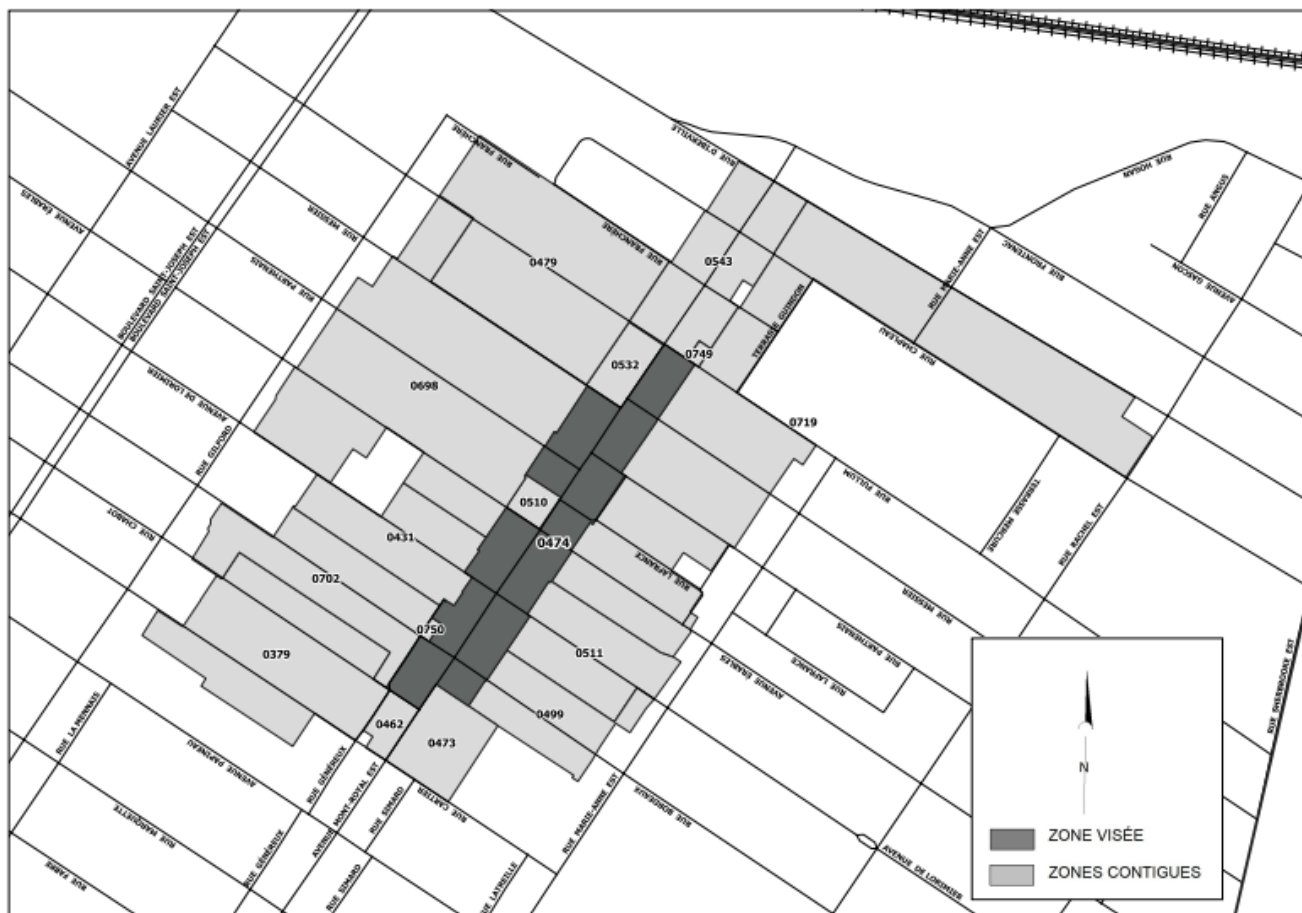 AVENUE LAURIER EST
RUE FRANCHÈRE
RUE D'IBERVILLE
RUE HOGAN
RUE ANGUS
AVENUE ÉRABLES
RUE MESSIER
RUE FRANCHÈRE
RUE MARIE-ANNE EST
RUE FRONTENAC
AVENUE GASCON
BOULEVARD SAINT-JOSEPH EST
BOULEVARD SAINT-JOSEPH EST
RUE PARTHENAIS
0479
0543
TERRASSE GUINDON
RUE CHAPLEAU
0749
0532
AVENUE DE LORIMIER
0698
0719
RUE GILFORD
RUE FULLUM
TERRASSE MERCURE
RUE RACHEL EST
RUE CHABOT
0510
0431
0474
RUE LAFRANCE
0702
RUE MESSIER
0750
RUE PARTHENAIS
0379
0511
RUE LAFRANCE
AVENUE ÉRABLES
RUE SHERBROOKE EST
0462
0499
0473
RUE LA MENNAIS
AVENUE PAPINEAU
RUE GÉNÉREUX
AVENUE MONT-ROYAL EST
RUE SIMARD
RUE CARTIER
RUE MARIE-ANNE EST
RUE BORDEAUX
N
RUE MARQUETTE
RUE GÉNÉREUX
RUE SIMARD
RUE LATREILLE
AVENUE DE LORIMIER
RUE FABRE
ZONE VISÉE
ZONES CONTIGUES